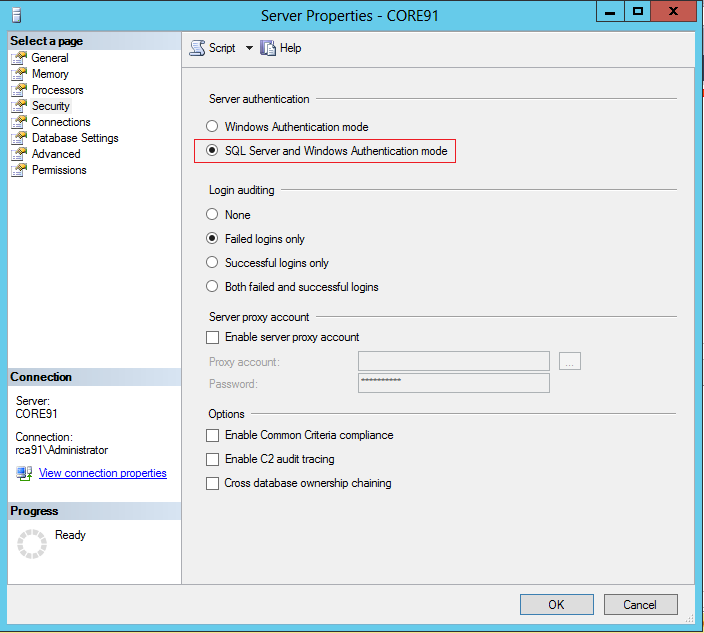 Server Properties - CORE91
Select a page
General
Memory
Processors
Security
Connections
Database Settings
Advanced
Permissions
Script Help
Server authentication
Windows Authentication mode
SQL Server and Windows Authentication mode
Login auditing
None
Failed logins only
Successful logins only
Both failed and successful logins
Server proxy account
Enable server proxy account
Proxy account:
...
Password: **********
Options
Enable Common Criteria compliance
Enable C2 audit tracing
Cross database ownership chaining
Connection
Server:
CORE91
Connection:
rca91\Administrator
View connection properties
Progress
Ready
OK Cancel